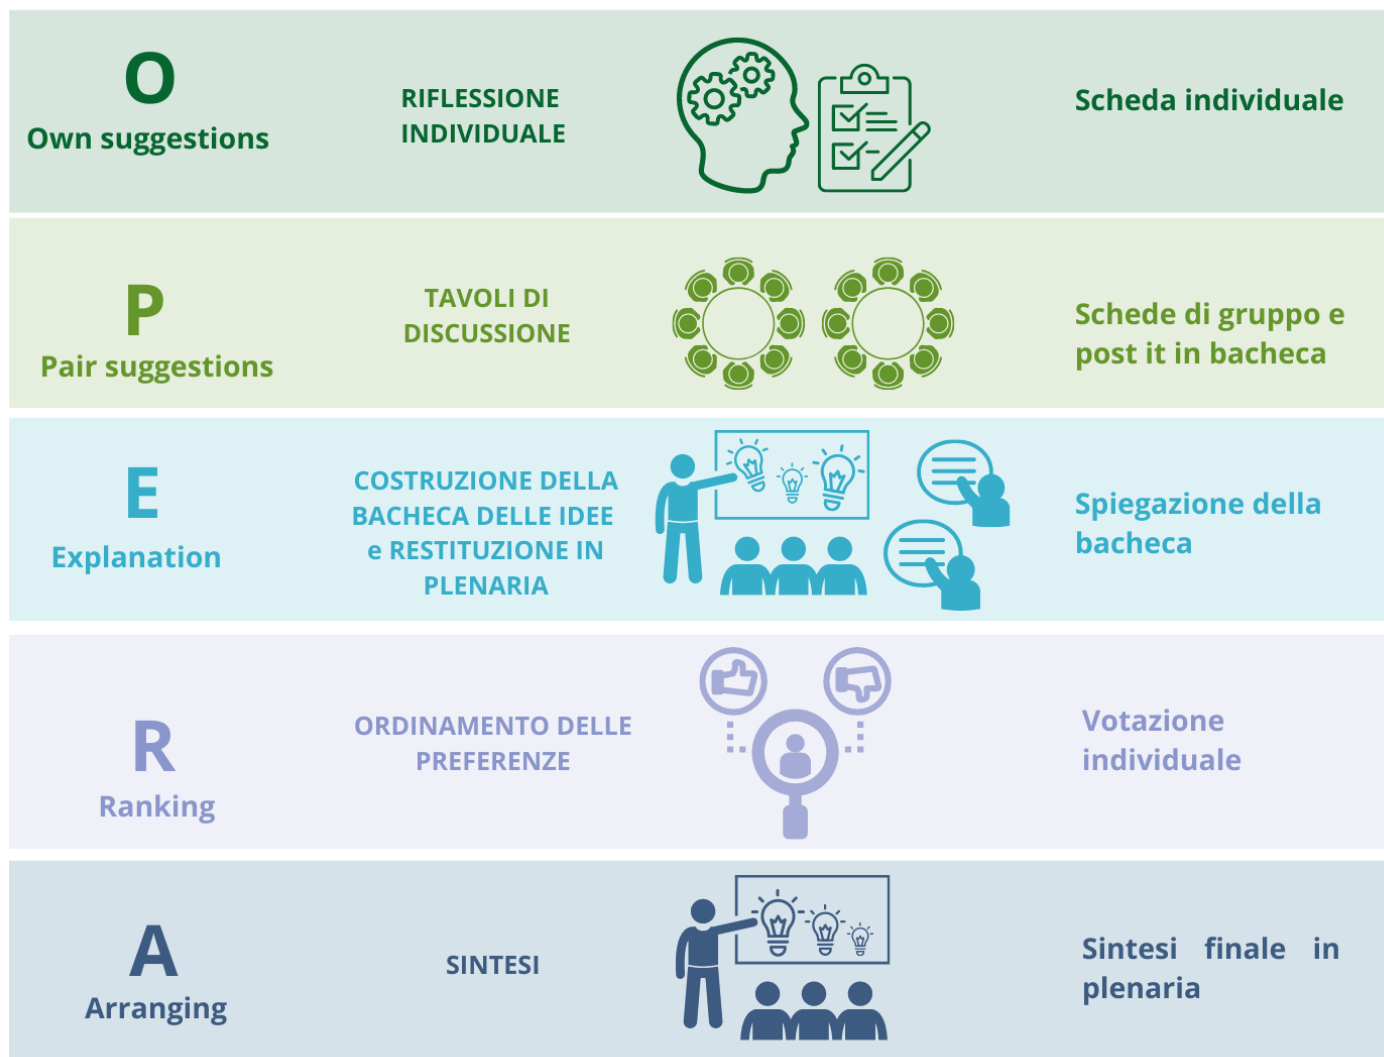 O
Own suggestions
RIFLESSIONE
INDIVIDUALE
Scheda individuale
P
Pair suggestions
TAVOLI DI
DISCUSSIONE
Schede di gruppo e
post it in bacheca
E
Explanation
COSTRUZIONE DELLA
BACHECA DELLE IDEE
e RESTITUZIONE IN
PLENARIA
Spiegazione della
bacheca
R
Ranking
ORDINAMENTO DELLE
PREFERENZE
Votazione
individuale
A
Arranging
SINTESI
Sintesi finale in
plenaria